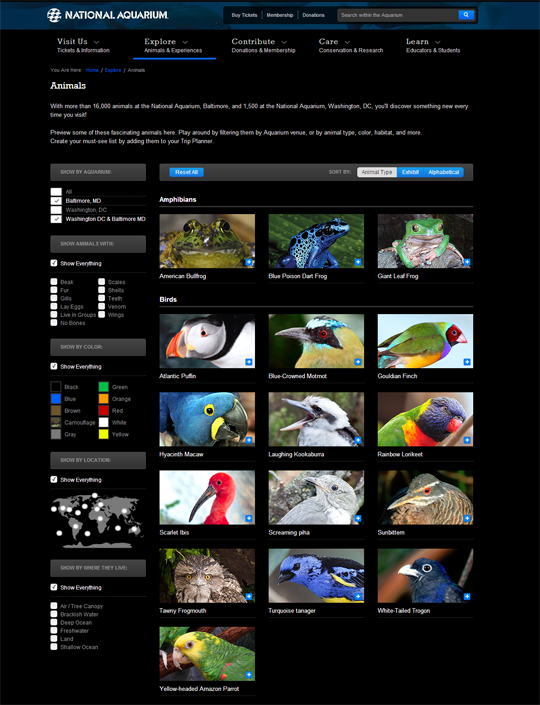 NATIONAL AQUARIUM
Buy Tickets Membership Donations Search within the Aquarium
Visit Us Explore Contribute Care Learn
Tickets & Information Animals & Experiences Donations & Membership Conservation & Research Educators & Students
You Are Here: Home / Explore / Animals
Animals
With more than 16,000 animals at the National Aquarium, Baltimore, and 1,500 at the National Aquarium, Washington, DC, you'll discover something new every
time you visit!
Preview some of these fascinating animals here. Play around by filtering them by Aquarium venue, or by animal type, color, habitat, and more.
Create your must-see list by adding them to your Trip Planner.
SHOW BY AQUARIUM:
All
Baltimore, MD
Washington, DC
Washington DC & Baltimore MD
SHOW ANIMALS WITH:
Show Everything
Beak Scales
Fur Shells
Gills Teeth
Lay Eggs Venom
Live in Groups Wings
No Bones
SHOW BY COLOR:
Show Everything
Black Green
Blue Orange
Brown Red
Camouflage White
Gray Yellow
SHOW BY LOCATION:
Show Everything
SHOW BY WHERE THEY LIVE:
Show Everything
Air / Tree Canopy
Brackish Water
Deep Ocean
Freshwater
Land
Shallow Ocean
Reset All SORT BY: Animal Type Exhibit Alphabetical
Amphibians
American Bullfrog Blue Poison Dart Frog Giant Leaf Frog
Birds
Atlantic Puffin Blue-Crowned Motmot Gouldian Finch
Hyacinth Macaw Laughing Kookaburra Rainbow Lorikeet
Scarlet Ibis Screaming piha Sunbittern
Tawny Frogmouth Turquoise tanager White-Tailed Trogon
Yellow-headed Amazon Parrot